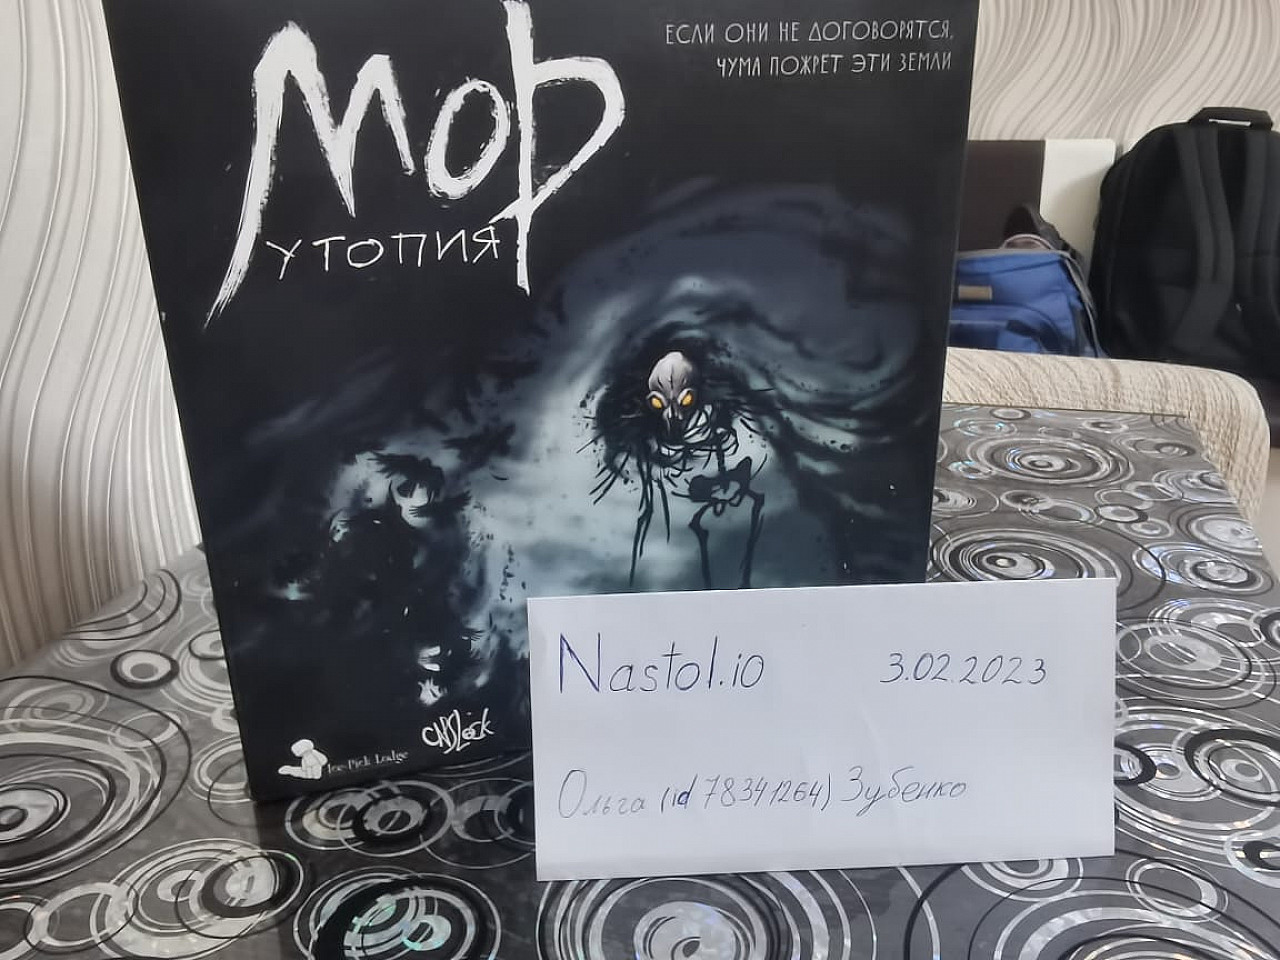 Мор
утопия
ЕСЛИ ОНИ НЕ ДОГОВОРЯТСЯ,
ЧУМА ПОЖРЕТ ЭТИ ЗЕМЛИ
Ice-Pick Lodge
Nastol.io 3.02.2023
Ольга (id 78341264) Зубенко